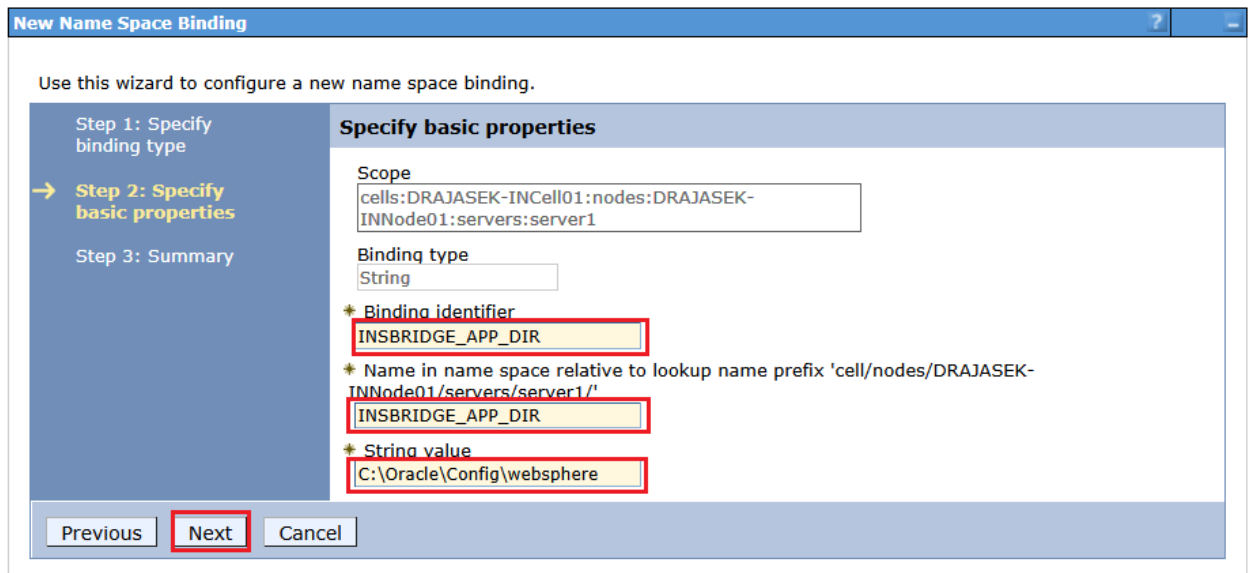 New Name Space Binding
?
Use this wizard to configure a new name space binding.
Step 1: Specify
binding type
Step 2: Specify
basic properties
Step 3: Summary
Specify basic properties
Scope
cells:DRAJASEK-INCell01:nodes:DRAJASEK-
INNode01:servers:server1
Binding type
String
Binding identifier
INSBRIDGE_APP_DIR
Name in name space relative to lookup name prefix 'cell/nodes/DRAJASEK-
INNode01/servers/server1/'
INSBRIDGE_APP_DIR
String value
C:\Oracle\Config\websphere
Previous
Next
Cancel